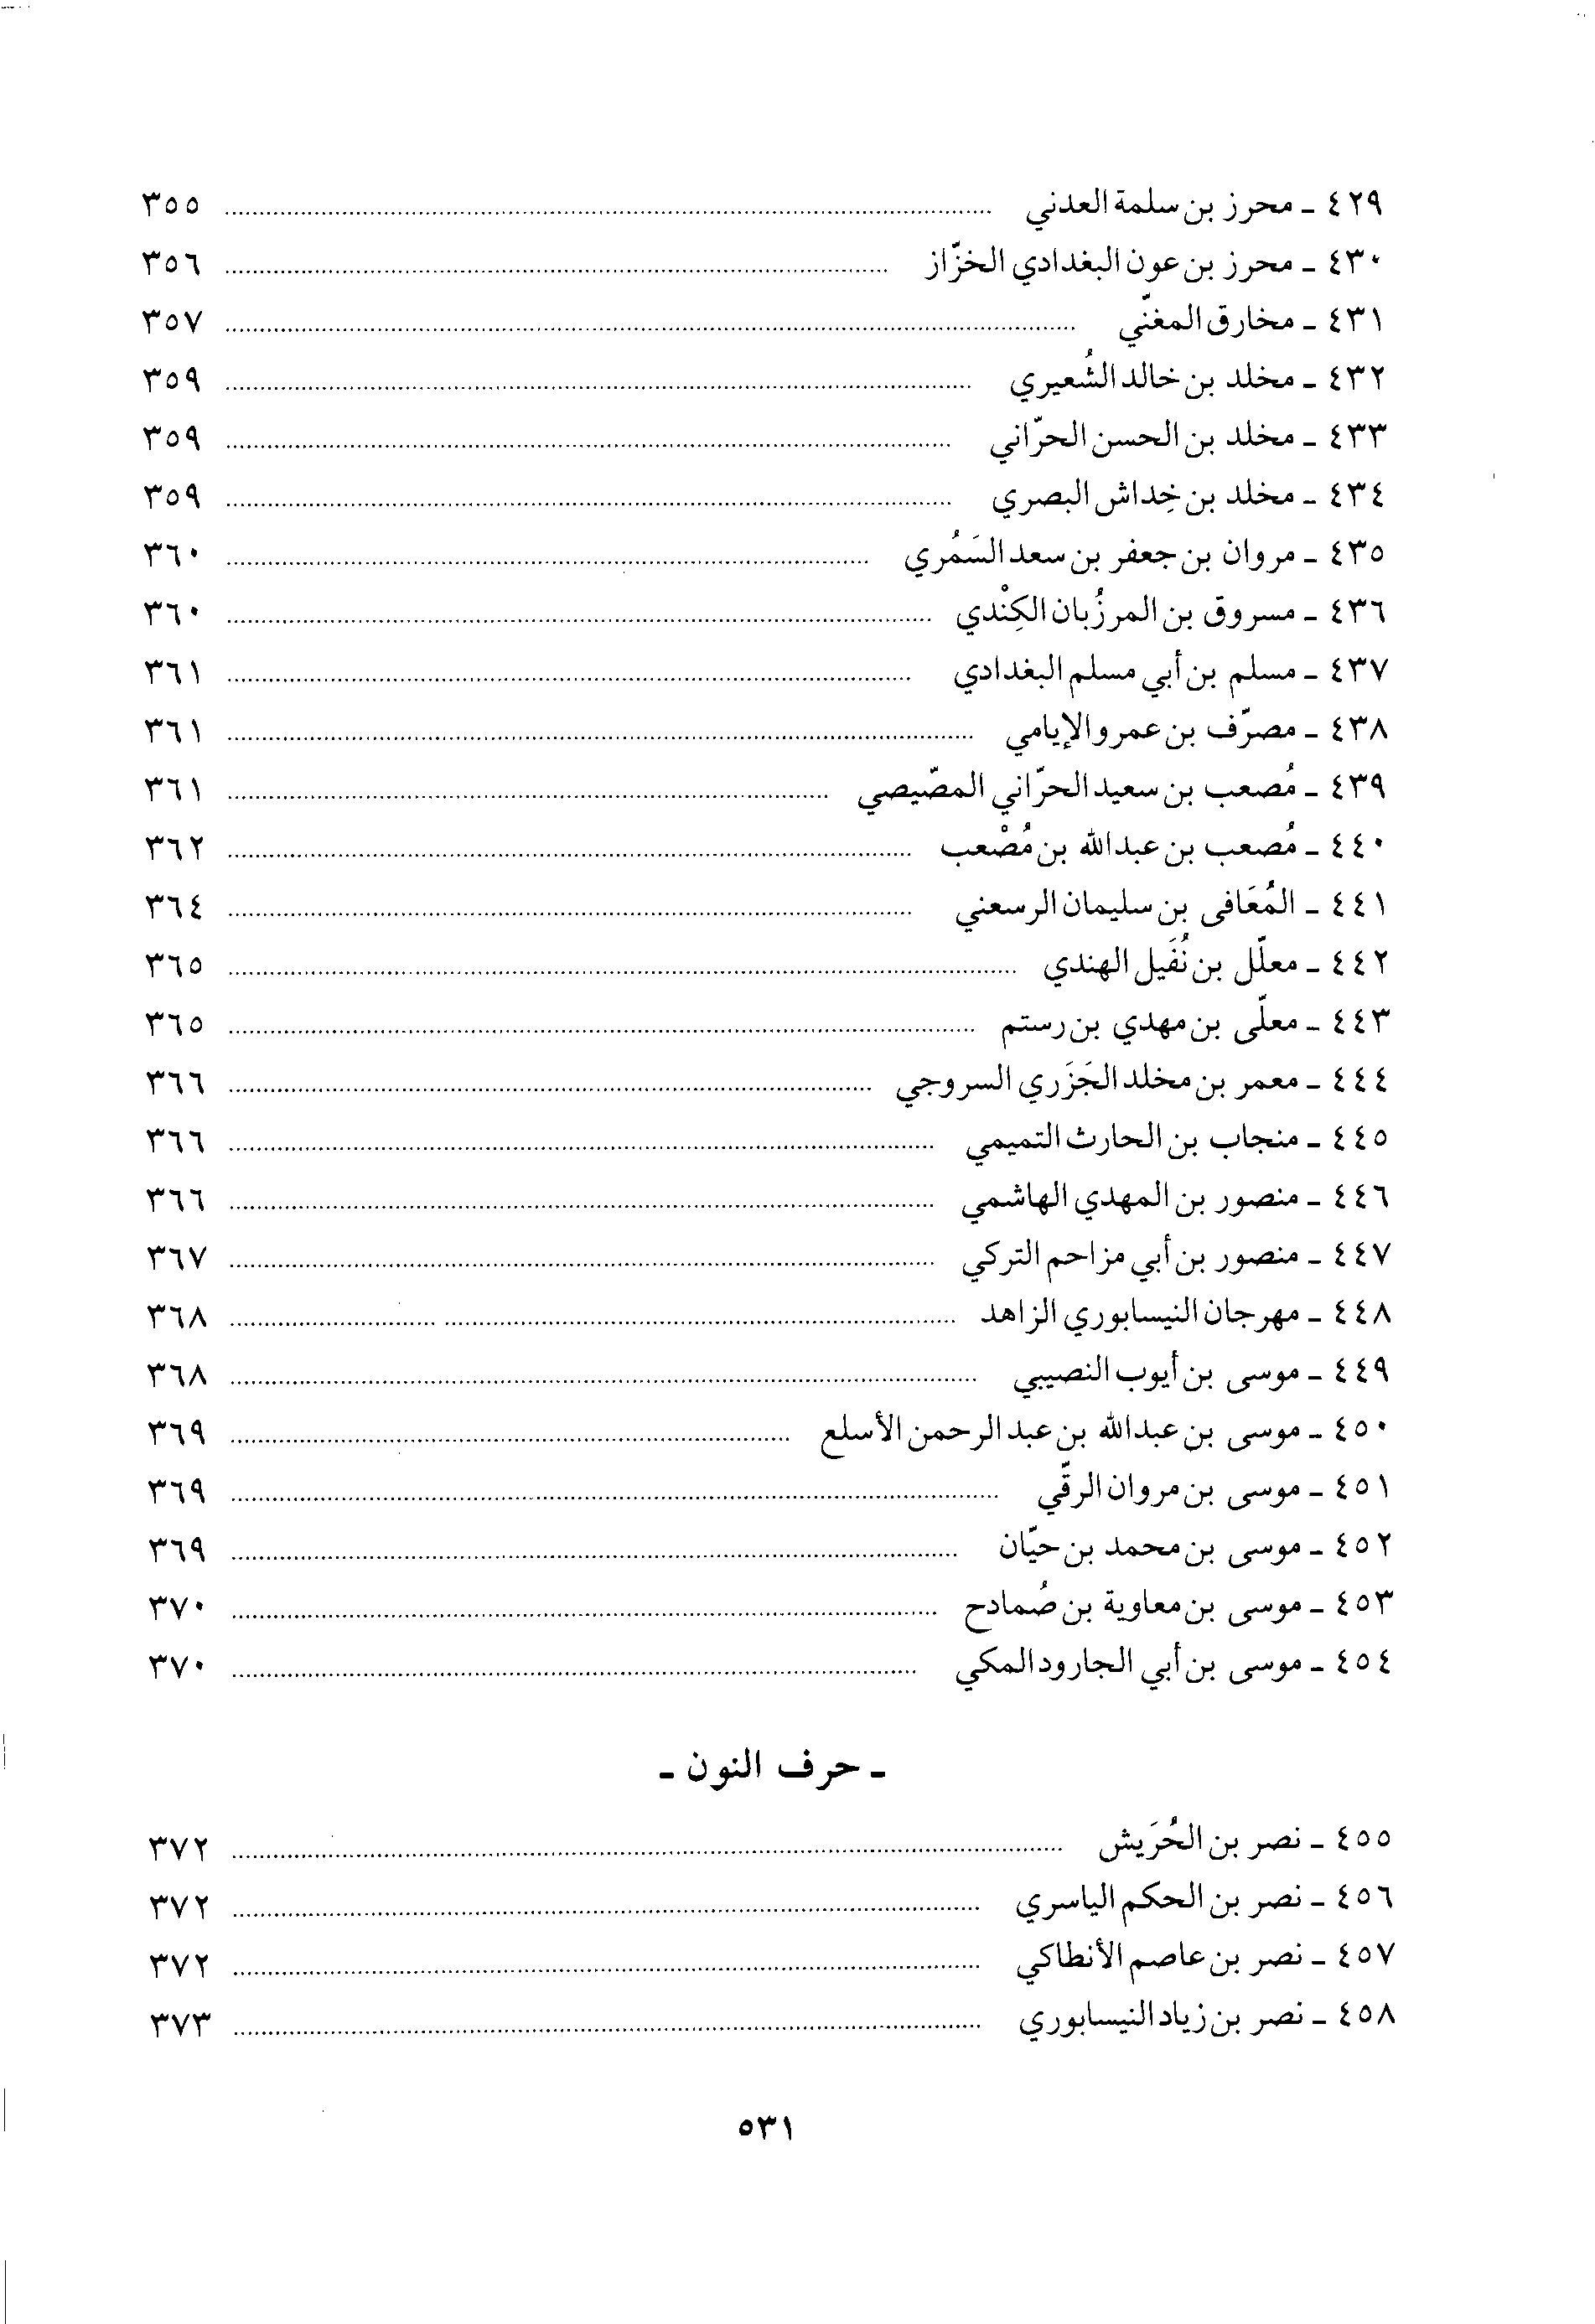 ٤٢٩ - محرز بن سلمة العدني ........ ٣٥٥
٤٣٠ - محرز بن عون البغدادي الخزّاز ........ ٣٥٦
٤٣١ - مخارق المغنّي ........ ٣٥٧
٤٣٢ - مخلد بن خالد الشُعيري ........ ٣٥٩
٤٣٣ - مخلد بن الحسن الحرّاني ........ ٣٥٩
٤٣٤ - مخلد بن خِداش البصري ........ ٣٥٩
٤٣٥ - مروان بن جعفر بن سعد السَمُري ........ ٣٦٠
٤٣٦ - مسروق بن المرزُبان الكِنْدي ........ ٣٦٠
٤٣٧ - مسلم بن أبي مسلم البغدادي ........ ٣٦١
٤٣٨ - مصرّف بن عمرو الإيامي ........ ٣٦١
٤٣٩ - مُصعب بن سعيد الحرّاني المصّيصي ........ ٣٦١
٤٤٠ - مُصعب بن عبدالله بن مُصْعب ........ ٣٦٢
٤٤١ - المُعَافى بن سليمان الرسعني ........ ٣٦٤
٤٤٢ - معلّل بن نُفَيل الهندي ........ ٣٦٥
٤٤٣ - معلّى بن مهدي بن رستم ........ ٣٦٥
٤٤٤ - معمر بن مخلد الجَزَري السروجي ........ ٣٦٦
٤٤٥ - منجاب بن الحارث التميمي ........ ٣٦٦
٤٤٦ - منصور بن المهدي الهاشمي ........ ٣٦٦
٤٤٧ - منصور بن أبي مزاحم التركي ........ ٣٦٧
٤٤٨ - مهرجان النيسابوري الزاهد ........ ٣٦٨
٤٤٩ - موسى بن أيوب النصيبي ........ ٣٦٨
٤٥٠ - موسى بن عبدالله بن عبد الرحمن الأسلع ........ ٣٦٩
٤٥١ - موسى بن مروان الرقّي ........ ٣٦٩
٤٥٢ - موسى بن محمد بن حيّان ........ ٣٦٩
٤٥٣ - موسى بن معاوية بن صُمادح ........ ٣٧٠
٤٥٤ - موسى بن أبي الجارود المكي ........ ٣٧٠
- حرف النون -
٤٥٥ - نصر بن الحُرَيش ........ ٣٧٢
٤٥٦ - نصر بن الحكم الياسري ........ ٣٧٢
٤٥٧ - نصر بن عاصم الأنطاكي ........ ٣٧٢
٤٥٨ - نصر بن زياد النيسابوري ........ ٣٧٣
٥٣١